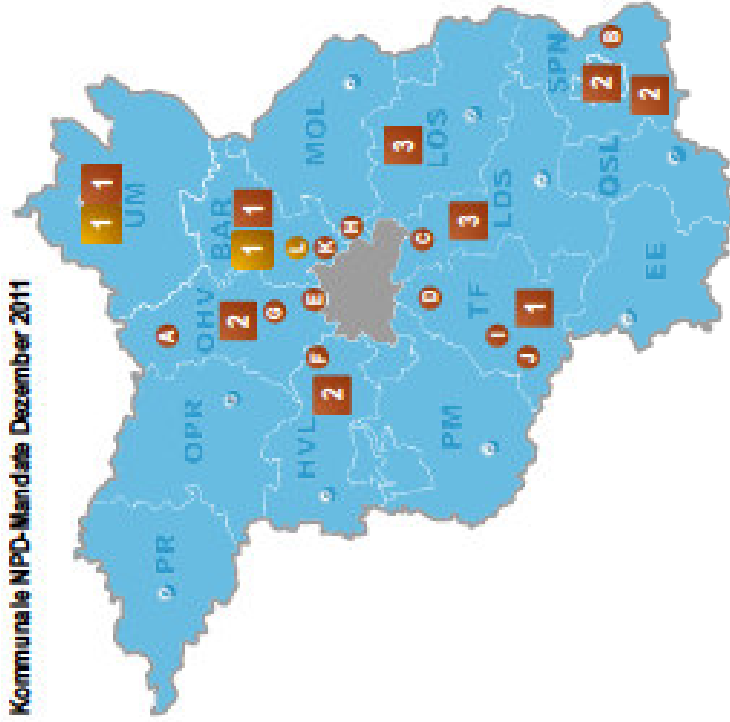 Kommunale NPD-Mandate Dezember 2011
1
1
UM
PR
OPR
A
OHV
2
G
BAR
1
1
L
K
H
E
F
HVL
2
MOL
3
LOS
C
3
LDS
D
TF
I
J
1
PM
SPN
B
2
2
OSL
EE